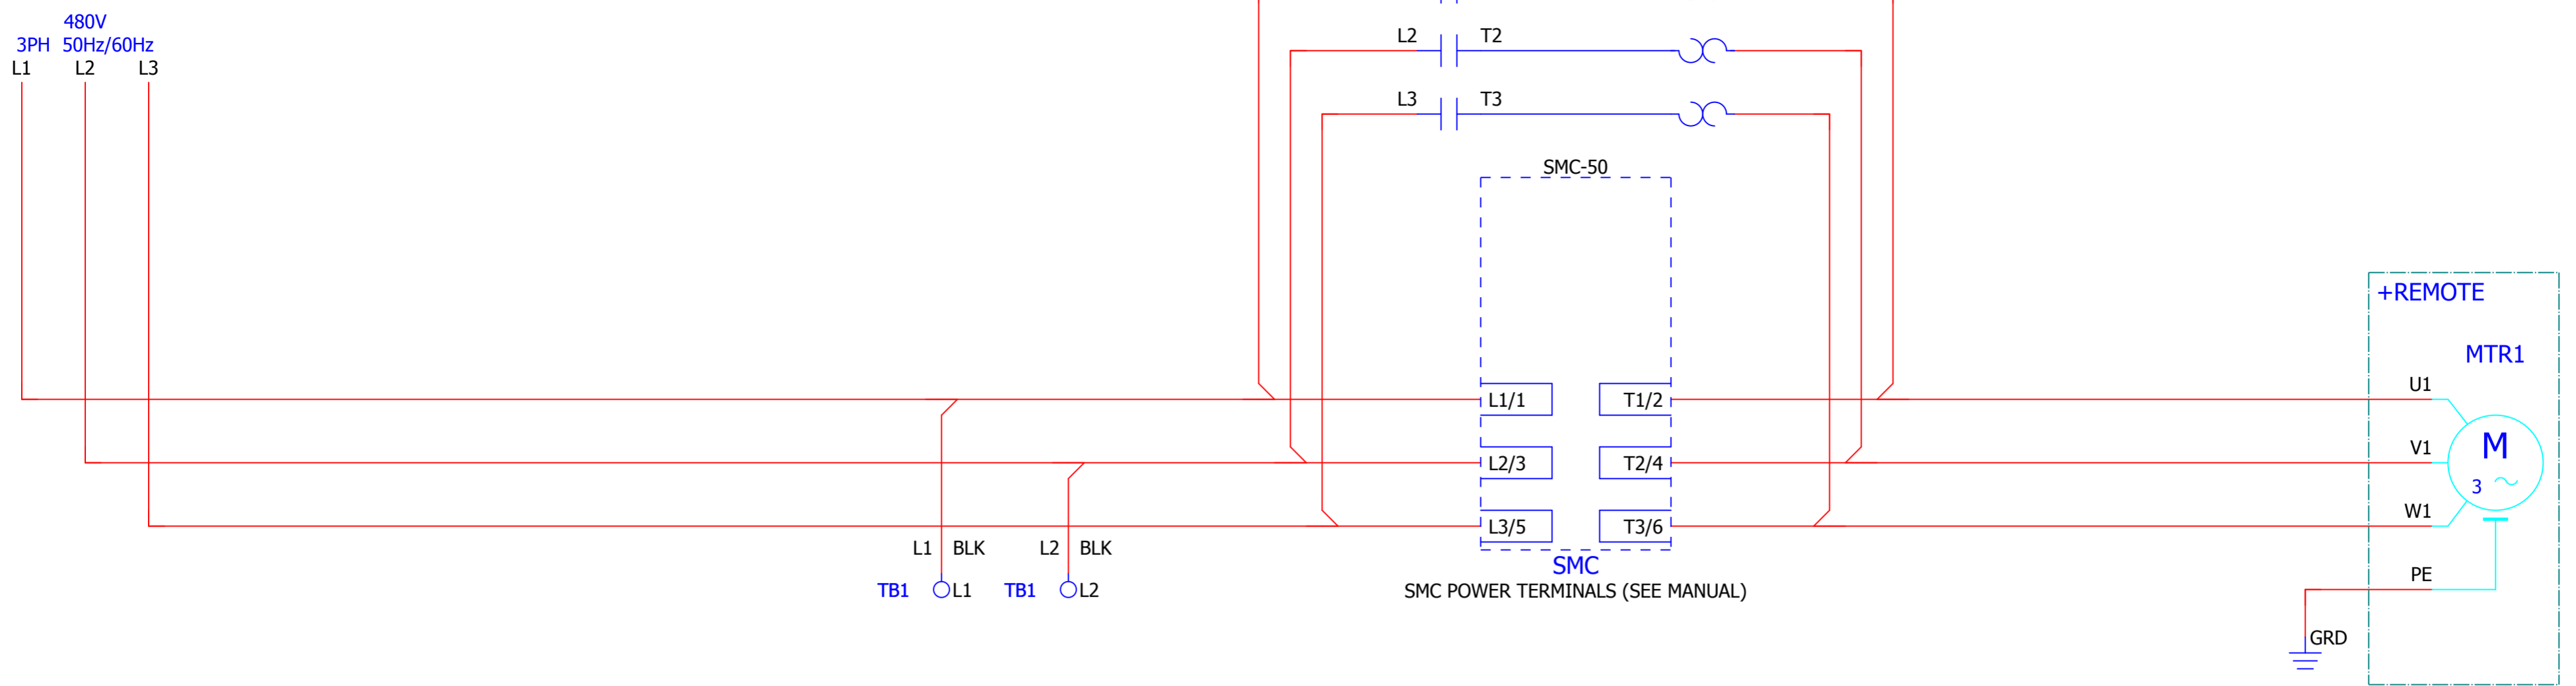 480V
3PH 50Hz/60Hz
L1 L2 L3
L2 T2
L3 T3
SMC-50
+REMOTE
MTR1
L1/1 T1/2
U1
L2/3 T2/4
V1
M
3
L3/5 T3/6
W1
L1 BLK L2 BLK
SMC
PE
TB1 L1 TB1 L2
SMC POWER TERMINALS (SEE MANUAL)
GRD